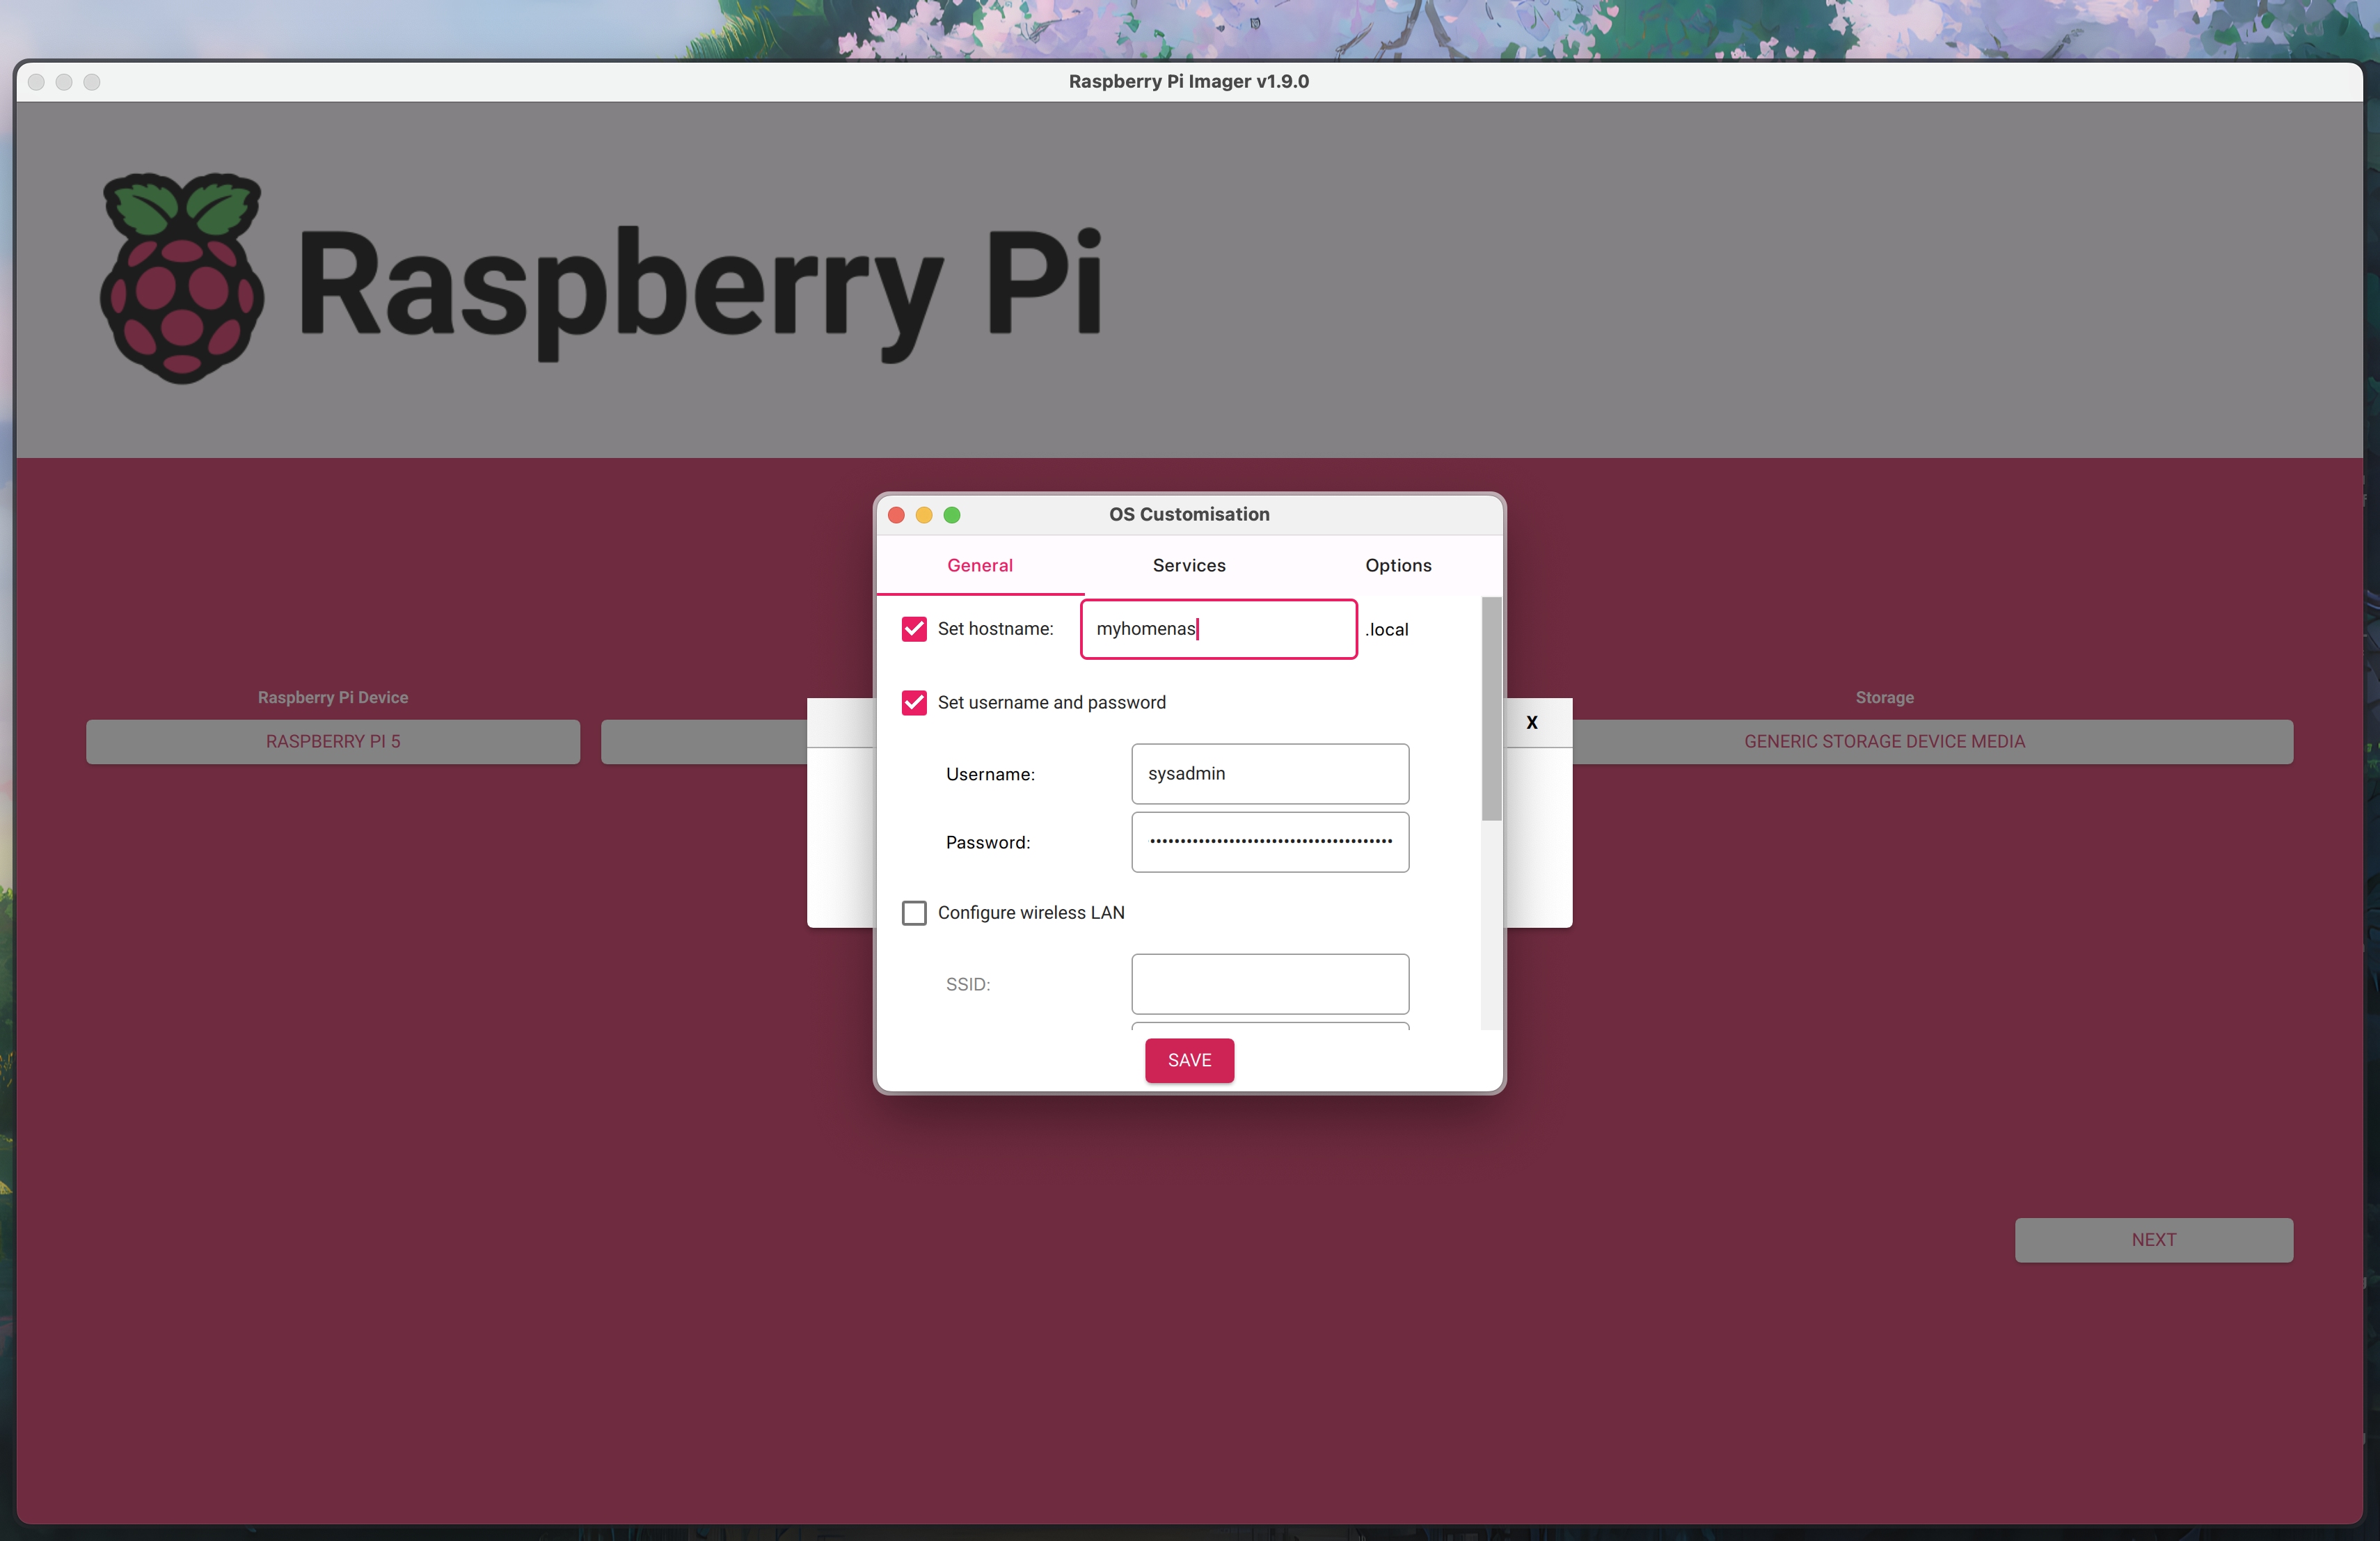 Raspberry Pi Imager v1.9.0
Raspberry Pi
OS Customisation
General Services Options
Set hostname: myhomenas .local
Set username and password
Raspberry Pi Device
Storage
X
RASPBERRY PI 5
GENERIC STORAGE DEVICE MEDIA
Username: sysadmin
Password: ••••••••••••••••••••••••••••••••••••••••
Configure wireless LAN
SSID:
SAVE
NEXT